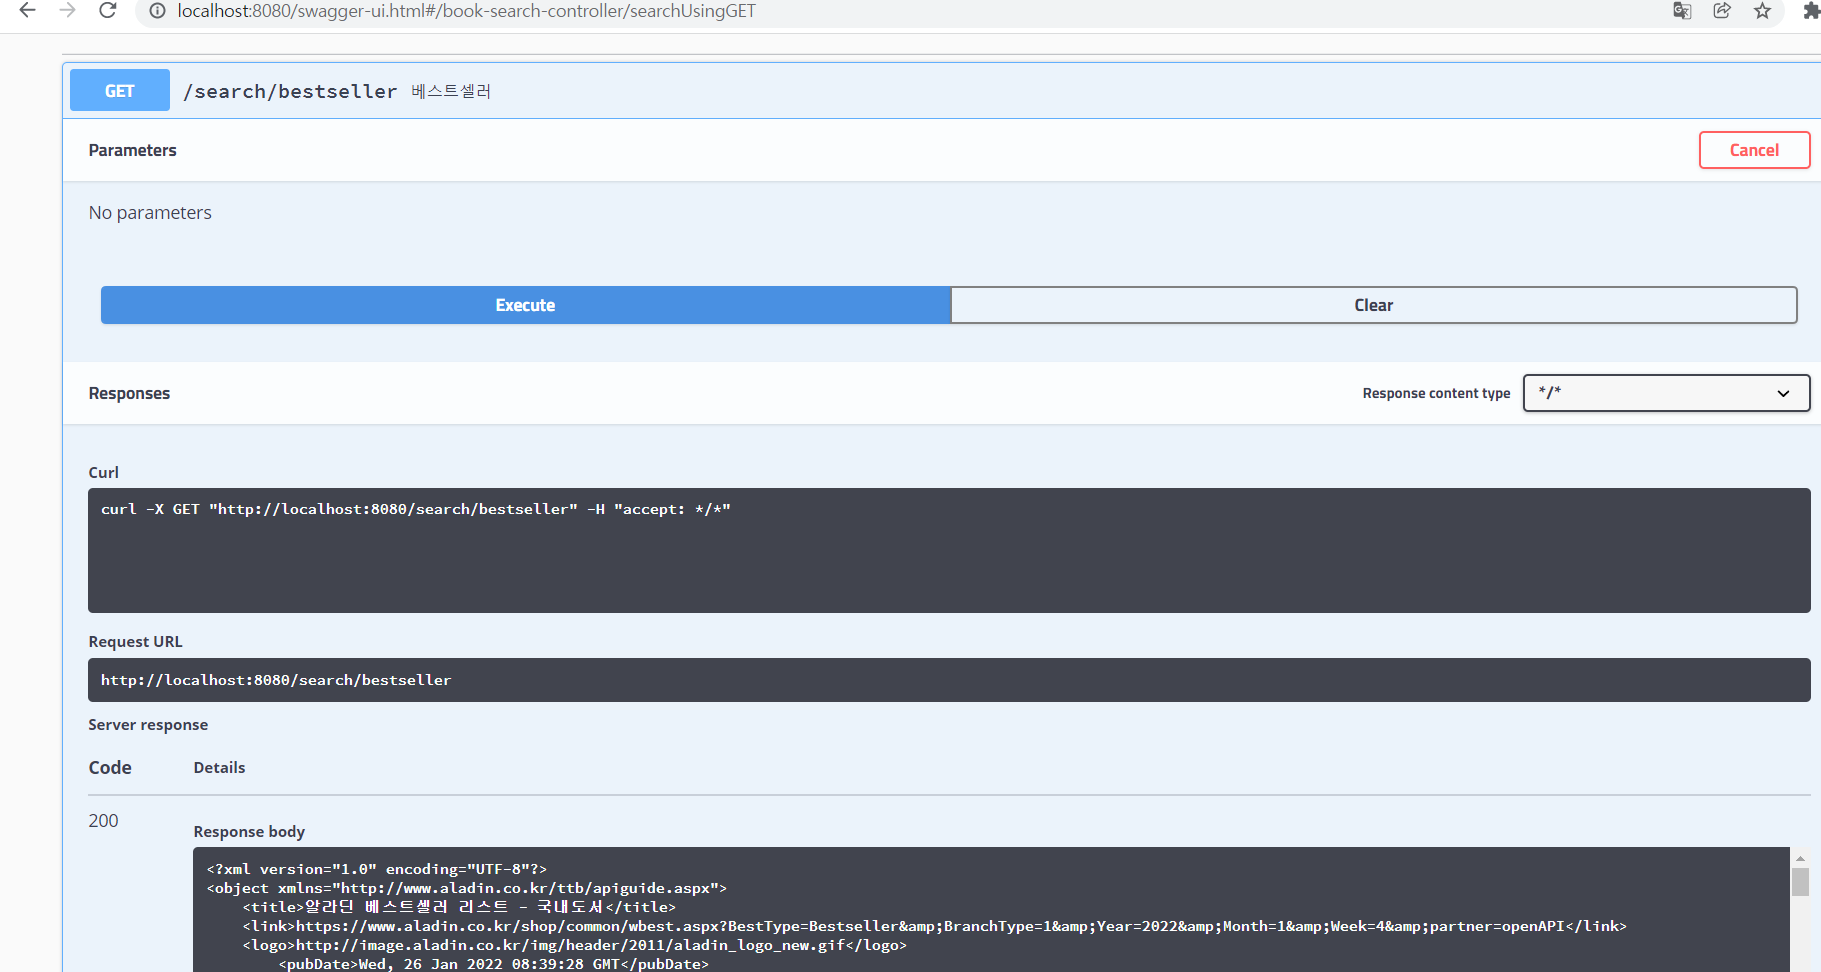 localhost:8080/swagger-ui.html#/book-search-controller/searchUsingGET
GET /search/bestseller 베스트셀러
Parameters
Cancel
No parameters
Execute
Clear
Responses
Response content type
*/*
Curl
curl -X GET "http://localhost:8080/search/bestseller" -H "accept: */*"
Request URL
http://localhost:8080/search/bestseller
Server response
Code Details
200
Response body
<?xml version="1.0" encoding="UTF-8"?>
<object xmlns="http://www.aladin.co.kr/ttb/apiguide.aspx">
<title>알라딘 베스트셀러 리스트 - 국내도서</title>
<link>https://www.aladin.co.kr/shop/common/wbest.aspx?BestType=Bestseller&amp;BranchType=1&amp;Year=2022&amp;Month=1&amp;Week=4&amp;partner=openAPI</link>
<logo>http://image.aladin.co.kr/img/header/2011/aladin_logo_new.gif</logo>
<pubDate>Wed, 26 Jan 2022 08:39:28 GMT</pubDate>